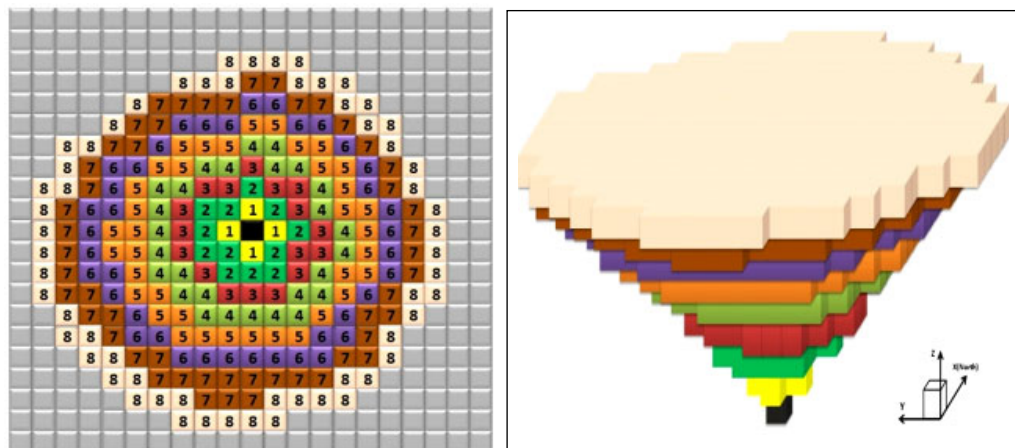 8 8 8 8
8 8 8 7 7 8 8 8
8 7 7 7 7 6 6 7 7 8 8
8 7 7 6 6 6 5 5 6 6 7 8 8
8 8 7 7 6 5 5 5 4 4 5 5 6 7 8
8 7 6 6 5 5 4 4 3 4 4 5 5 6 7 8
8 8 7 6 5 4 4 3 3 2 3 3 4 5 6 7 8
8 7 6 6 5 4 3 2 2 1 2 3 4 5 5 6 7 8
8 7 6 5 5 4 3 2 1 1 2 3 4 5 5 6 7 8
8 7 6 5 5 4 3 2 2 1 2 3 3 4 5 6 7 8
8 7 6 6 5 4 4 3 2 2 2 3 4 4 5 6 7 8
8 7 7 6 5 5 4 4 3 3 3 4 4 5 6 7 8
8 7 7 6 5 5 4 4 4 4 4 5 6 7 7 8
8 8 7 6 6 5 5 5 5 5 5 6 6 7 8
8 8 7 7 6 6 6 6 6 6 6 7 7 8
8 8 7 7 7 7 7 7 7 7 8 8
8 8 8 7 7 7 8 8 8 8
8 8 8 8 8
Z
X(North)
Y